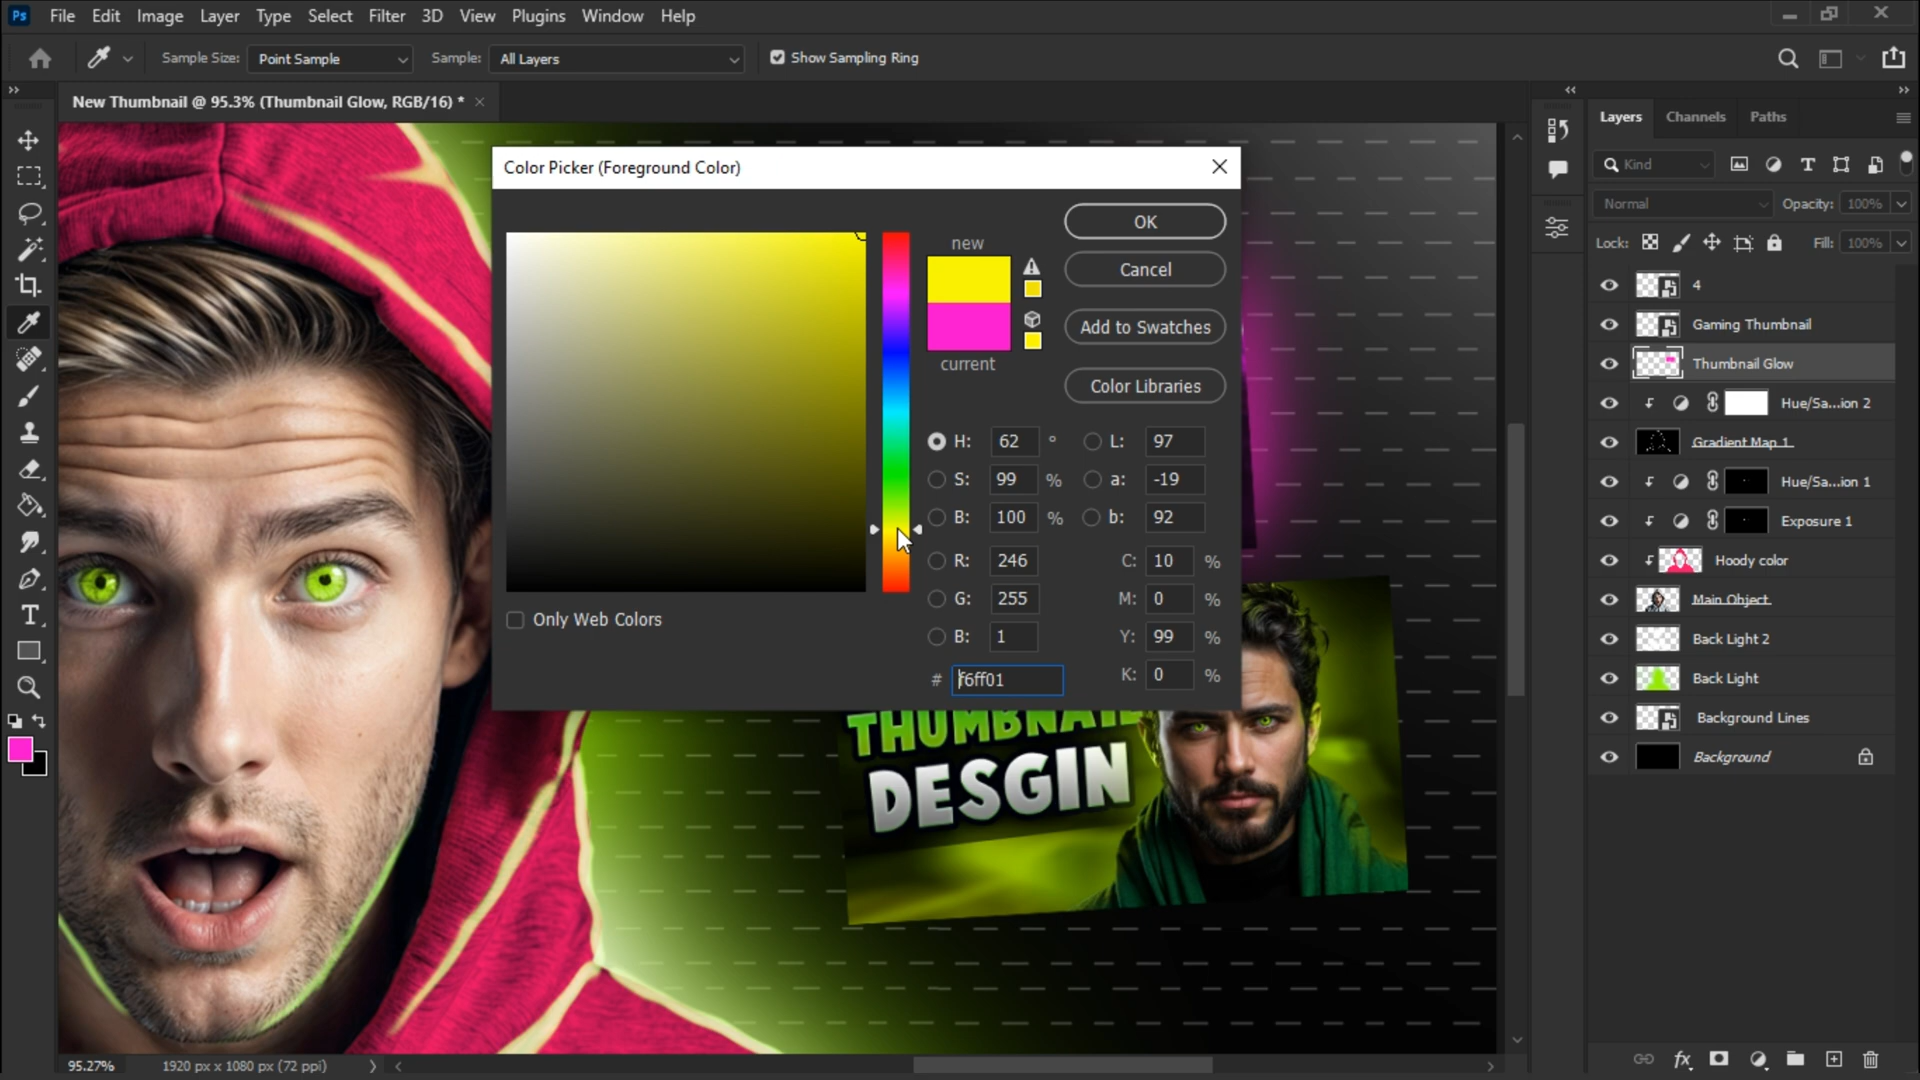 Ps File Edit Image Layer Type Select Filter 3D View Plugins Window Help
Sample Size: Point Sample Sample: All Layers Show Sampling Ring
New Thumbnail @ 95.3% (Thumbnail Glow, RGB/16) * ×
Color Picker (Foreground Color)
new
current
OK
Cancel
Add to Swatches
Color Libraries
H: 62 ° L: 97
S: 99 % a: -19
B: 100 % b: 92
R: 246 C: 10 %
G: 255 M: 0 %
B: 1 Y: 99 %
# f6ff01 K: 0 %
Only Web Colors
THUMBNAIL
DESGIN
Layers Channels Paths
Kind
Normal Opacity: 100%
Lock: Fill: 100%
4
Gaming Thumbnail
Thumbnail Glow
Hue/Sa...ion 2
Gradient Map 1
Hue/Sa...ion 1
Exposure 1
Hoody color
Main Object
Back Light 2
Back Light
Background Lines
Background
fx
95.27% 1920 px x 1080 px (72 ppi)